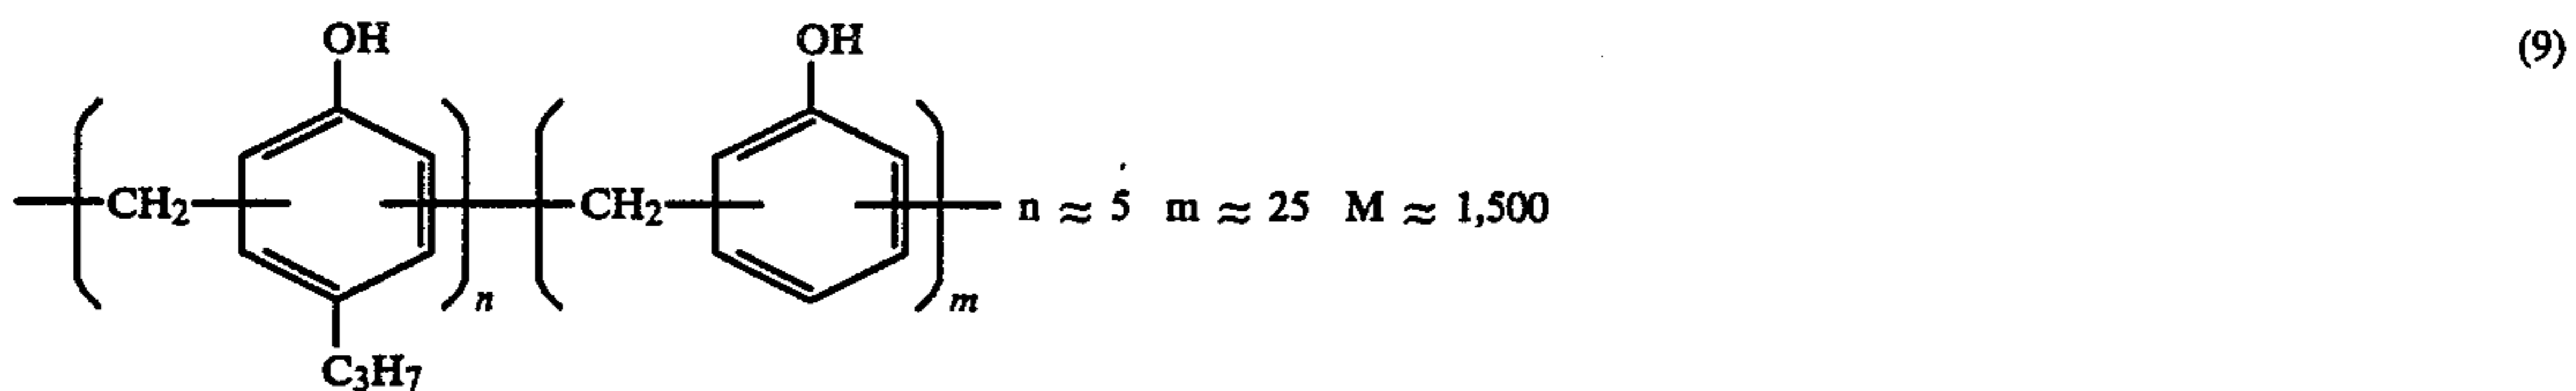 OH OH (9)
CH₂ CH₂ n ≈ 5 m ≈ 25 M ≈ 1,500
n m
C₃H₇